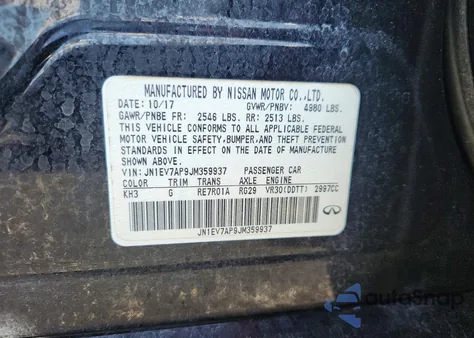 MANUFACTURED BY NISSAN MOTOR CO.,LTD.
DATE: 10/17 GVWR/PNBV: 4980 LBS.
GAWR/PNBE FR: 2546 LBS. RR: 2513 LBS.
THIS VEHICLE CONFORMS TO ALL APPLICABLE FEDERAL
MOTOR VEHICLE SAFETY,BUMPER,AND THEFT PREVENTION
STANDARDS IN EFFECT ON THE DATE OF MANUFACTURE
SHOWN ABOVE.
VIN: JN1EV7AP9JM359937 PASSENGER CAR
COLOR TRIM TRANS AXLE ENGINE
KH3 G RE7R01A RG29 VR30(DDTT) 2997CC
JN1EV7AP9JM359937
AutoSnap